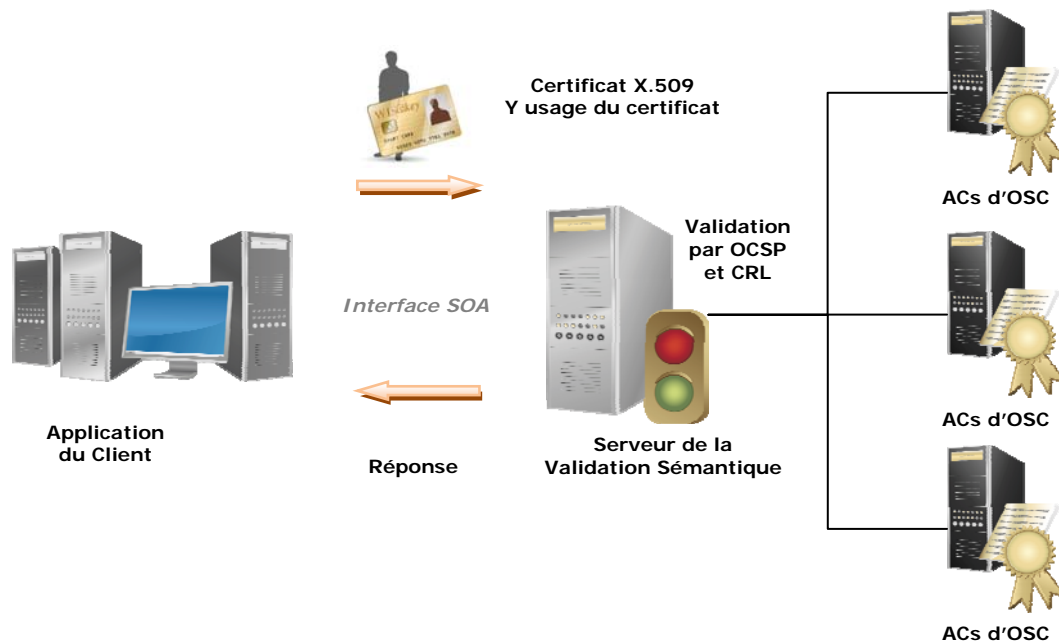 Certificat X.509
Y usage du certificat
ACs d'OSC
Validation
par OCSP
et CRL
Interface SOA
ACs d'OSC
Application
du Client
Réponse
Serveur de la
Validation Sémantique
ACs d'OSC